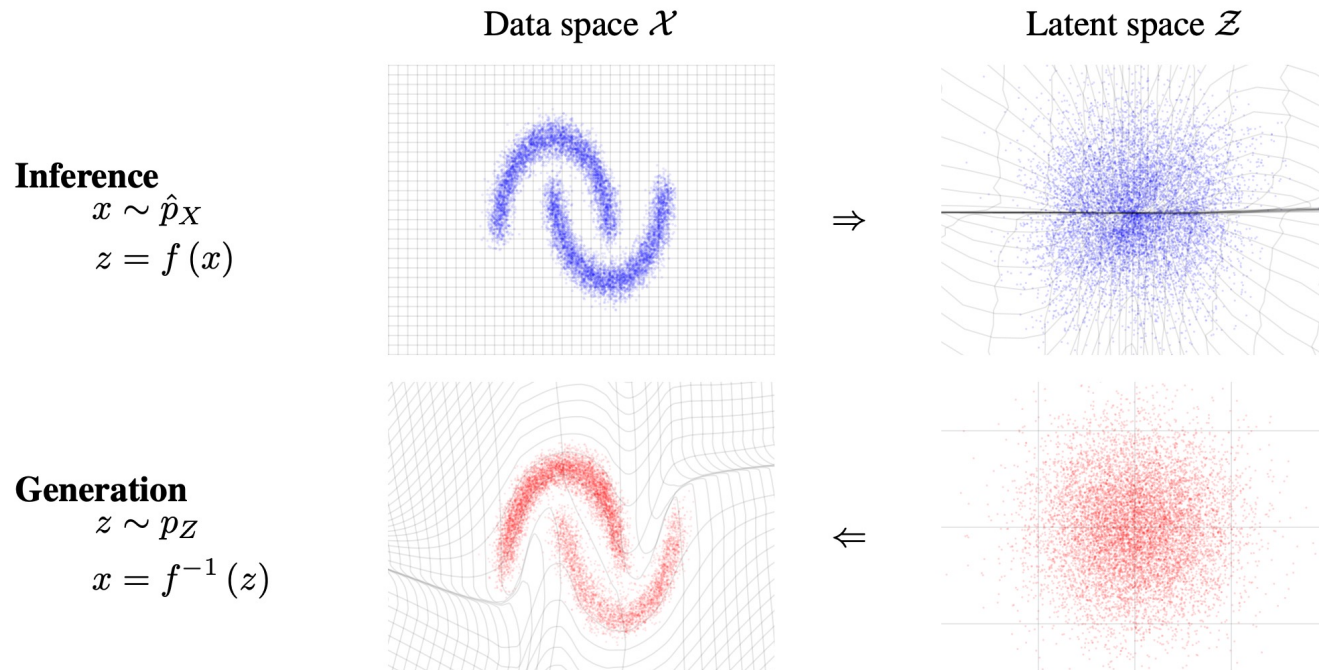 Data space 𝒳
Latent space 𝒵
Inference
x ∼ p̂_X
z = f (x)
⇒
Generation
z ∼ p_Z
x = f⁻¹ (z)
⇐